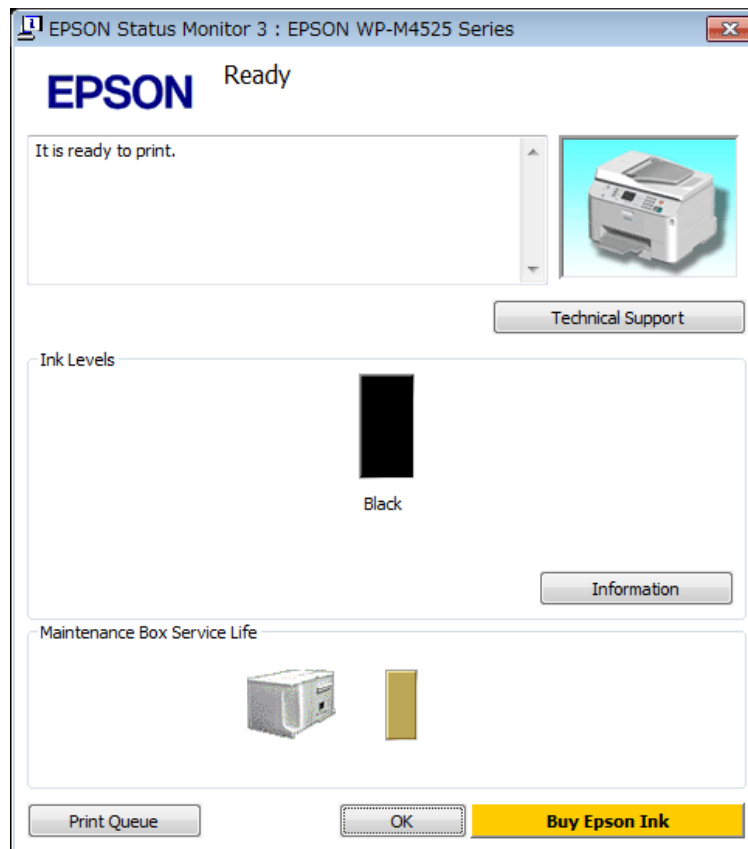 EPSON Status Monitor 3 : EPSON WP-M4525 Series
EPSON
Ready
It is ready to print.
Technical Support
Ink Levels
Black
Information
Maintenance Box Service Life
Print Queue
OK
Buy Epson Ink